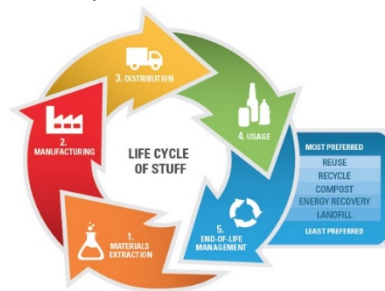 3. DISTRIBUTION
2.
MANUFACTURING
4. USAGE
LIFE CYCLE
OF STUFF
MOST PREFERRED
REUSE
RECYCLE
COMPOST
ENERGY RECOVERY
LANDFILL
LEAST PREFERRED
5.
END-OF-LIFE
MANAGEMENT
1.
MATERIALS
EXTRACTION